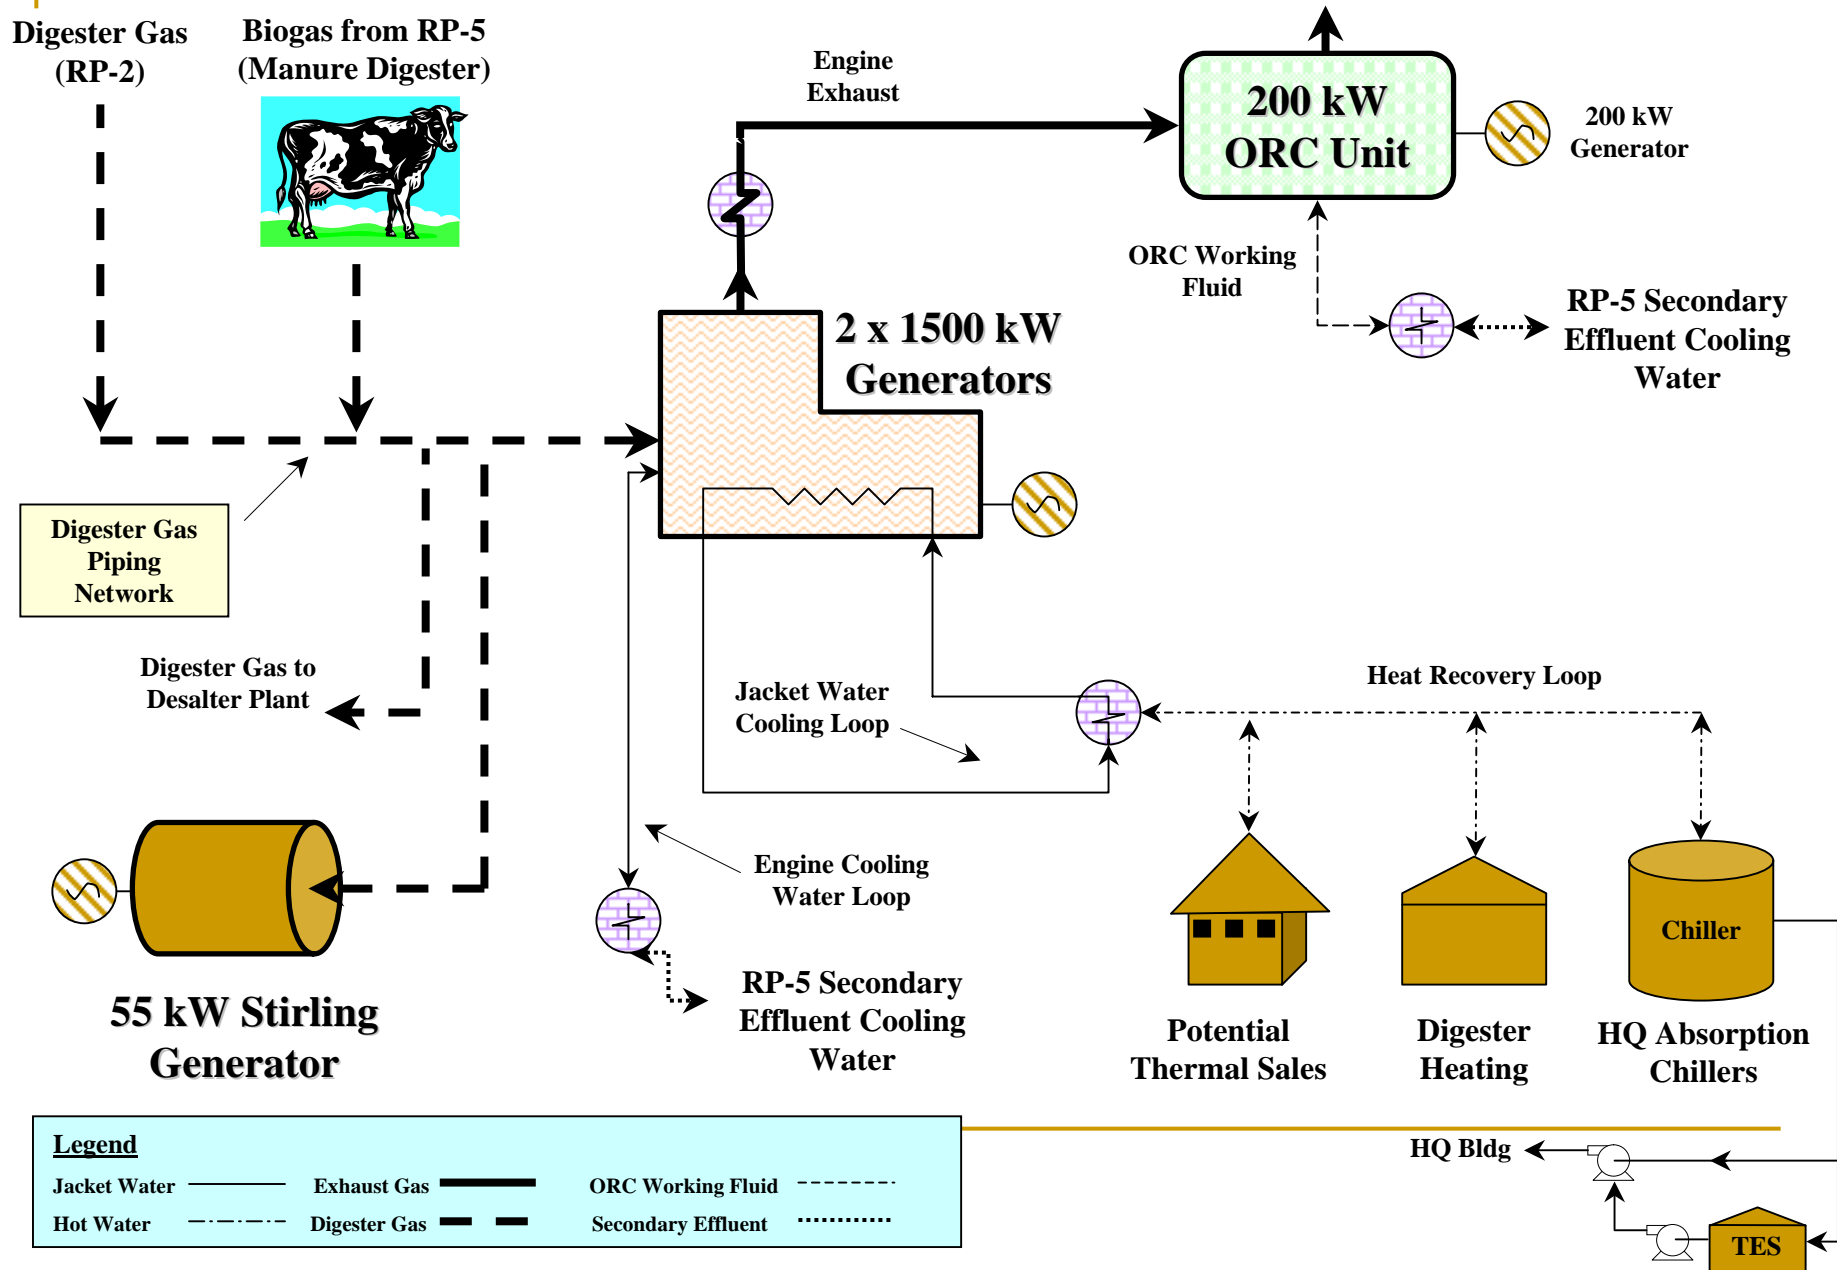 Digester Gas
(RP-2)
Biogas from RP-5
(Manure Digester)
Engine
Exhaust
200 kW
ORC Unit
200 kW
Generator
ORC Working
Fluid
RP-5 Secondary
Effluent Cooling
Water
2 x 1500 kW
Generators
Digester Gas
Piping
Network
Digester Gas to
Desalter Plant
Jacket Water
Cooling Loop
Heat Recovery Loop
Engine Cooling
Water Loop
55 kW Stirling
Generator
RP-5 Secondary
Effluent Cooling
Water
Potential
Thermal Sales
Digester
Heating
Chiller
HQ Absorption
Chillers
Legend
Jacket Water
Exhaust Gas
ORC Working Fluid
Hot Water
Digester Gas
Secondary Effluent
HQ Bldg
TES